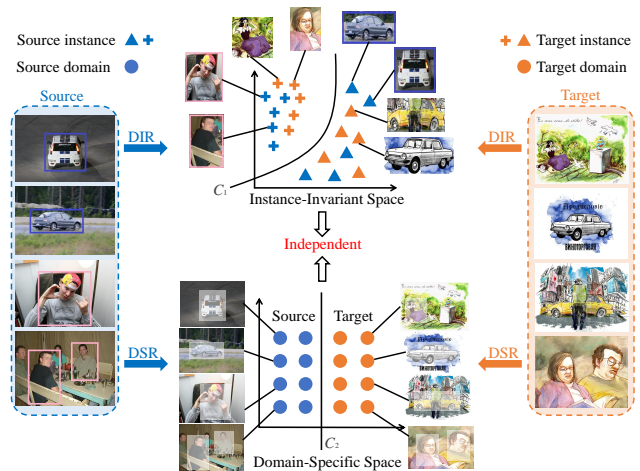 Source instance
Source domain
Target instance
Target domain
Source
Target
DIR
DIR
C₁
Instance-Invariant Space
Independent
Source
Target
DSR
DSR
C₂
Domain-Specific Space